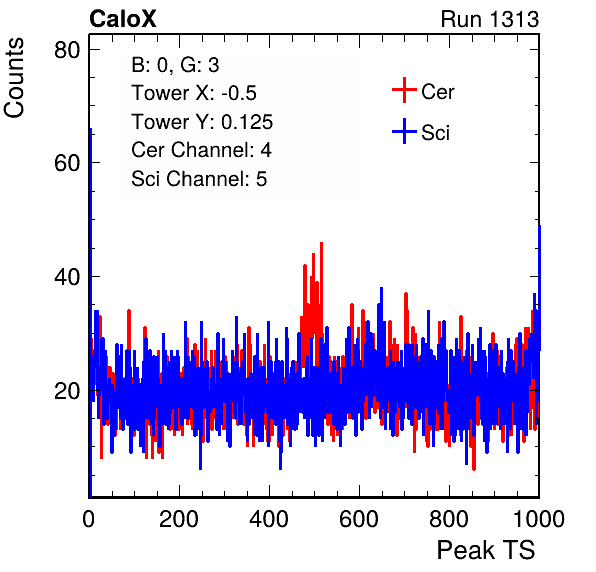 CaloX Run 1313
Counts
80
60
40
20
B: 0, G: 3
Tower X: -0.5
Tower Y: 0.125
Cer Channel: 4
Sci Channel: 5
Cer
Sci
0 200 400 600 800 1000
Peak TS